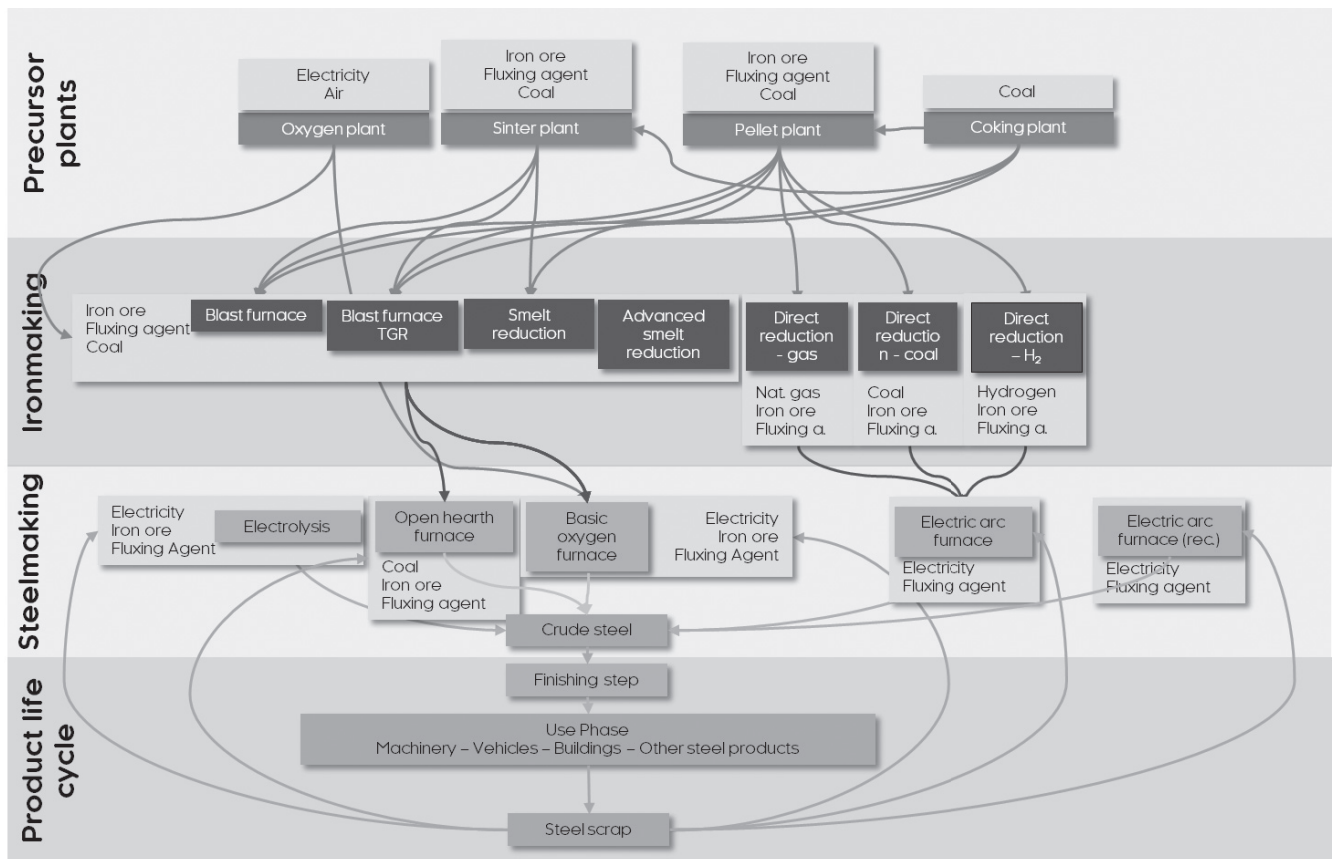 Precursor
plants
Electricity
Air
Oxygen plant
Iron ore
Fluxing agent
Coal
Sinter plant
Iron ore
Fluxing agent
Coal
Pellet plant
Coal
Coking plant
Ironmaking
Iron ore
Fluxing agent
Coal
Blast furnace
Blast furnace
TGR
Smelt
reduction
Advanced
smelt
reduction
Direct
reduction
- gas
Nat. gas
Iron ore
Fluxing a.
Direct
reductio
n - coal
Coal
Iron ore
Fluxing a.
Direct
reduction
– H₂
Hydrogen
Iron ore
Fluxing a.
Steelmaking
Electricity
Iron ore
Fluxing Agent
Electrolysis
Open hearth
furnace
Coal
Iron ore
Fluxing agent
Basic
oxygen
furnace
Electricity
Iron ore
Fluxing Agent
Electric arc
furnace
Electricity
Fluxing agent
Electric arc
furnace (rec.)
Electricity
Fluxing agent
Crude steel
Product life
cycle
Finishing step
Use Phase
Machinery – Vehicles – Buildings – Other steel products
Steel scrap